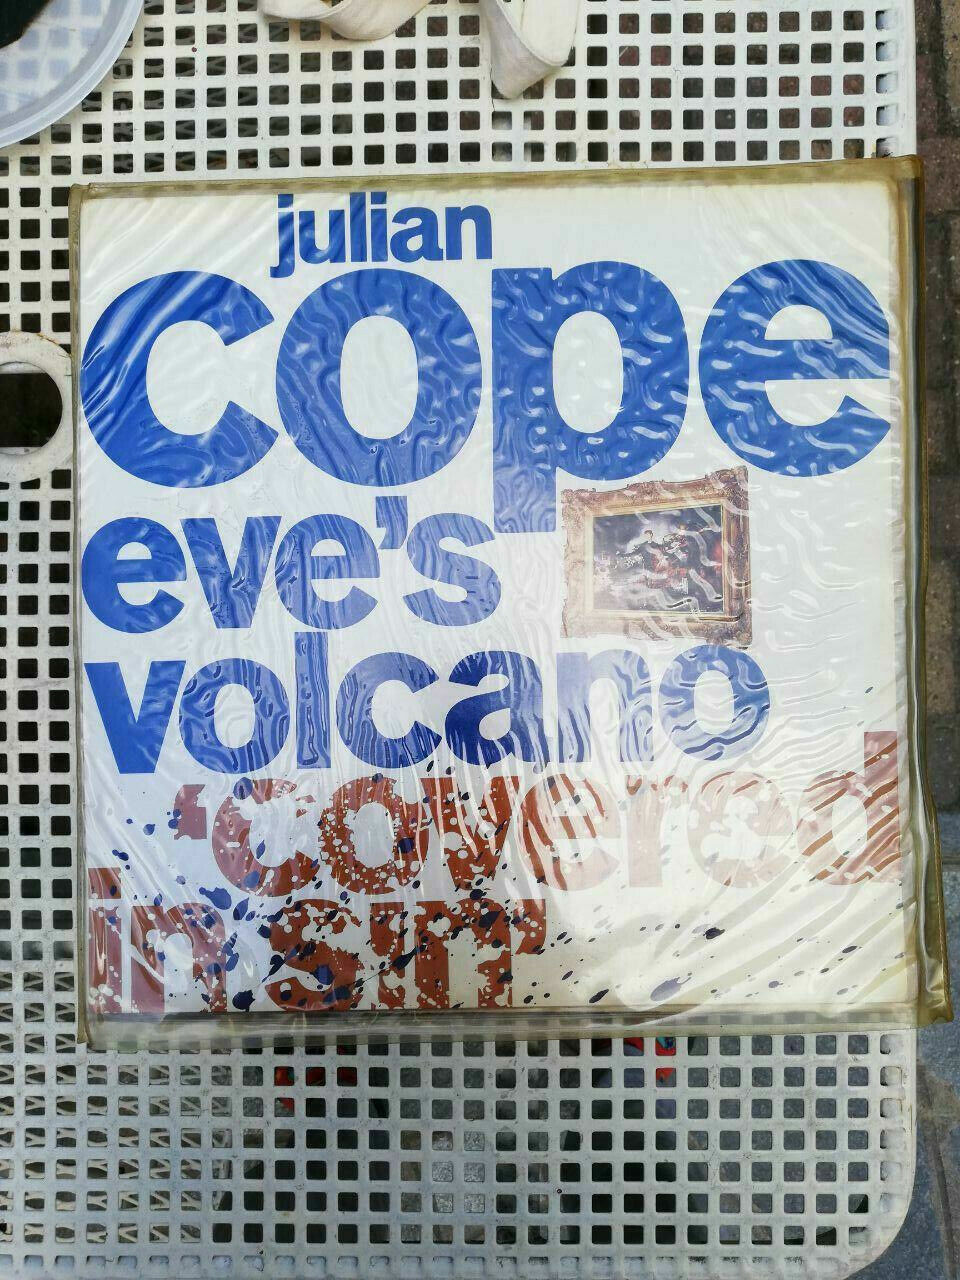 julian
cope
eve's
volcano
'covered
in sin'